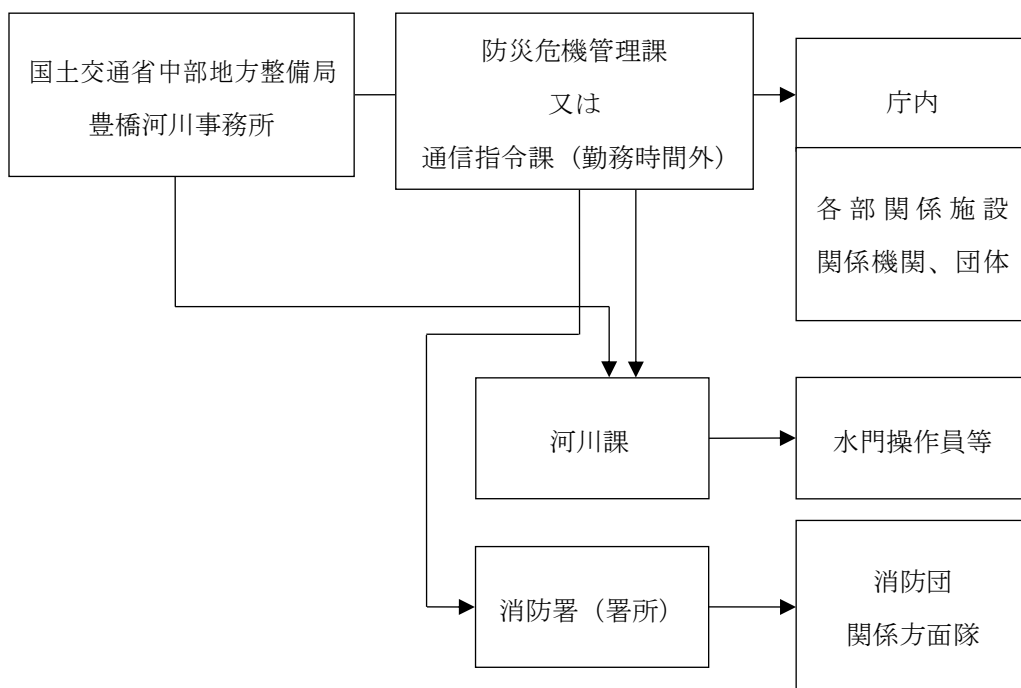 国土交通省中部地方整備局
豊橋河川事務所
防災危機管理課
又は
通信指令課（勤務時間外）
庁内
各部関係施設
関係機関、団体
河川課
水門操作員等
消防署（署所）
消防団
関係方面隊